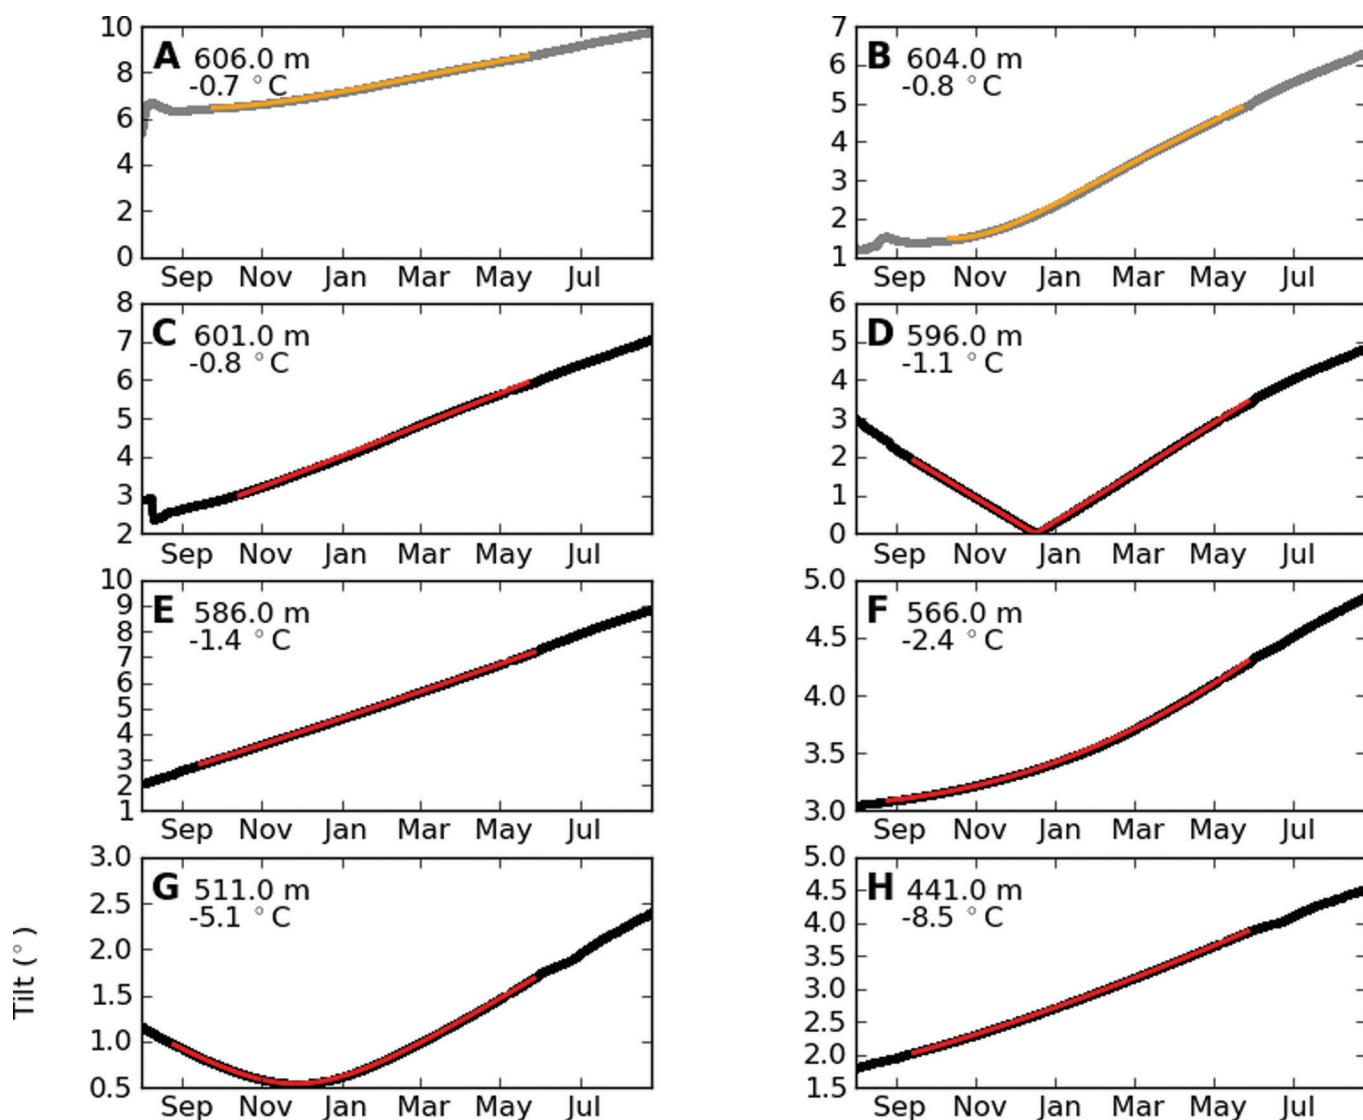 A 606.0 m
-0.7 °C
10
8
6
4
2
0
Sep Nov Jan Mar May Jul
B 604.0 m
-0.8 °C
7
6
5
4
3
2
1
Sep Nov Jan Mar May Jul
C 601.0 m
-0.8 °C
8
7
6
5
4
3
2
Sep Nov Jan Mar May Jul
D 596.0 m
-1.1 °C
6
5
4
3
2
1
0
Sep Nov Jan Mar May Jul
E 586.0 m
-1.4 °C
10
9
8
7
6
5
4
3
2
1
Sep Nov Jan Mar May Jul
F 566.0 m
-2.4 °C
5.0
4.5
4.0
3.5
3.0
Sep Nov Jan Mar May Jul
G 511.0 m
-5.1 °C
3.0
2.5
2.0
1.5
1.0
0.5
Sep Nov Jan Mar May Jul
Tilt (°)
H 441.0 m
-8.5 °C
5.0
4.5
4.0
3.5
3.0
2.5
2.0
1.5
Sep Nov Jan Mar May Jul